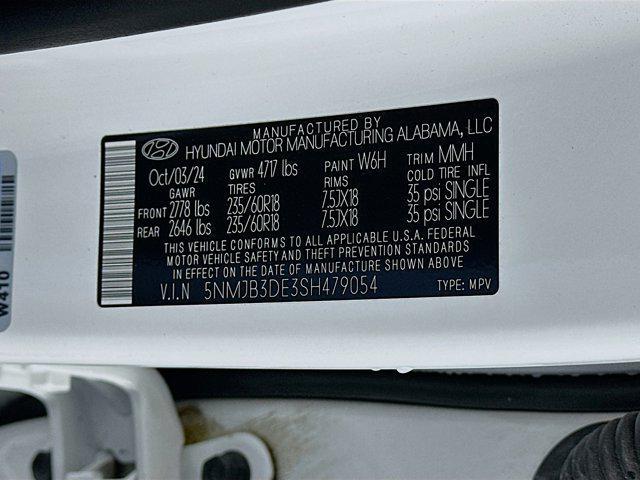 MANUFACTURED BY
HYUNDAI MOTOR MANUFACTURING ALABAMA, LLC
Oct/03/24 GVWR 4717 lbs PAINT W6H TRIM MMH
GAWR TIRES RIMS COLD TIRE INFL
FRONT 2778 lbs 235/60R18 7.5JX18 35 psi SINGLE
REAR 2646 lbs 235/60R18 7.5JX18 35 psi SINGLE
THIS VEHICLE CONFORMS TO ALL APPLICABLE U.S.A. FEDERAL
MOTOR VEHICLE SAFETY AND THEFT PREVENTION STANDARDS
IN EFFECT ON THE DATE OF MANUFACTURE SHOWN ABOVE
V.I.N 5NMJB3DE3SH479054 TYPE: MPV
W410